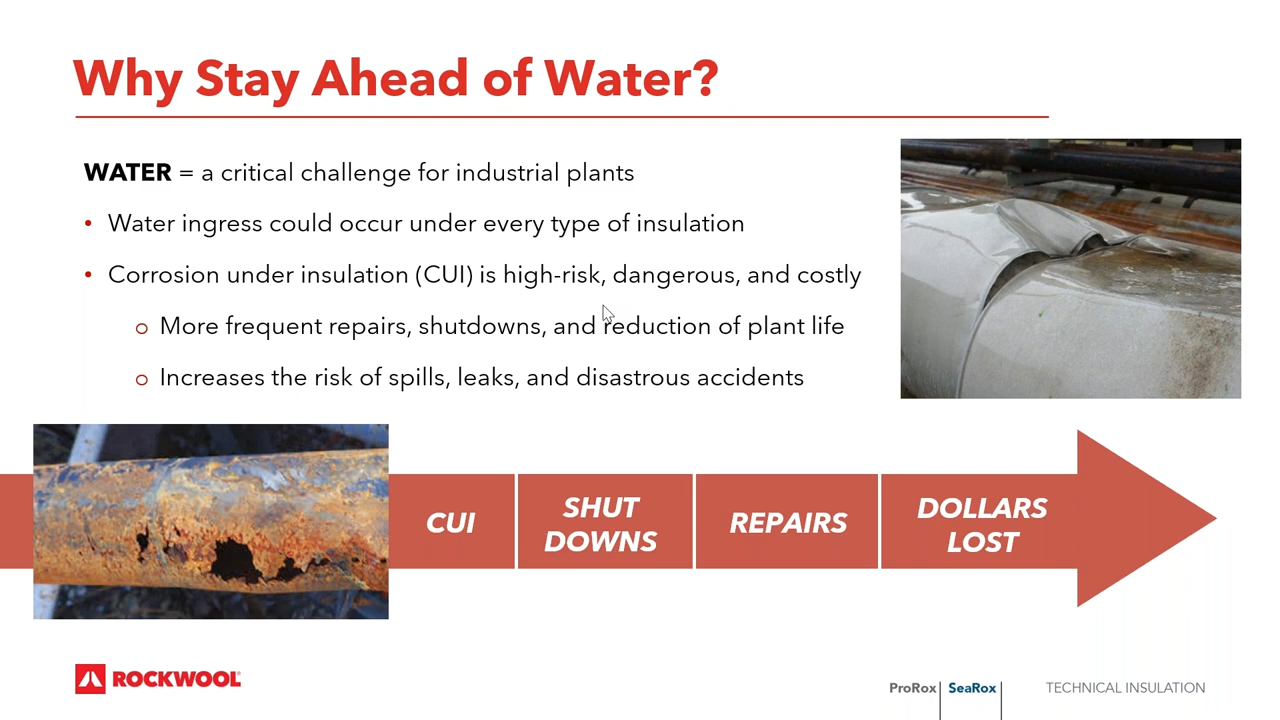 Why Stay Ahead of Water?
WATER = a critical challenge for industrial plants
• Water ingress could occur under every type of insulation
• Corrosion under insulation (CUI) is high-risk, dangerous, and costly
o More frequent repairs, shutdowns, and reduction of plant life
o Increases the risk of spills, leaks, and disastrous accidents
CUI
SHUT
DOWNS
REPAIRS
DOLLARS
LOST
ROCKWOOL®
ProRox
SeaRox
TECHNICAL INSULATION